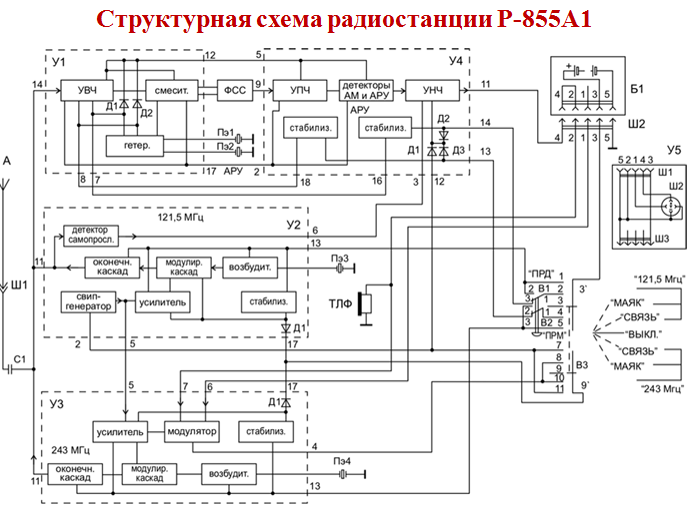 Структурная схема радиостанции Р-855А1
У1
12
5
У4
14
УВЧ
смесит.
ФСС
9
УПЧ
детекторы
АМ и АРУ
УНЧ
11
Д1
Д2
АРУ
гетер.
Пэ1
Пэ2
стабилиз.
стабилиз.
Д2
Д1
Д3
14
13
8
7
17
АРУ
2
18
16
3
12
+
-
4
2
1
3
5
Б1
Ш2
4
2
1
3
5
У5
5 2 1 4 3
Ш1
Ш2
Ш3
А
Ш1
С1
121,5 МГц
У2
детектор
самопросл.
6
13
11
оконечн.
каскад
модулир.
каскад
возбудит.
Пэ3
свип-
генератор
усилитель
стабилиз.
Д1
2
5
17
ТЛФ
"ПРД"
1
2
В1
2
3
3
1
4
2
5
3
В2
6
"ПРМ"
7
8
9
10
11
3`
В3
9`
"121,5 Мгц"
"МАЯК"
"СВЯЗЬ"
"ВЫКЛ."
"СВЯЗЬ"
"МАЯК"
"243 Мгц"
У3
5
7
6
17
Д1
усилитель
модулятор
стабилиз.
4
243 МГц
оконечн.
каскад
модулир.
каскад
возбудит.
Пэ4
11
13